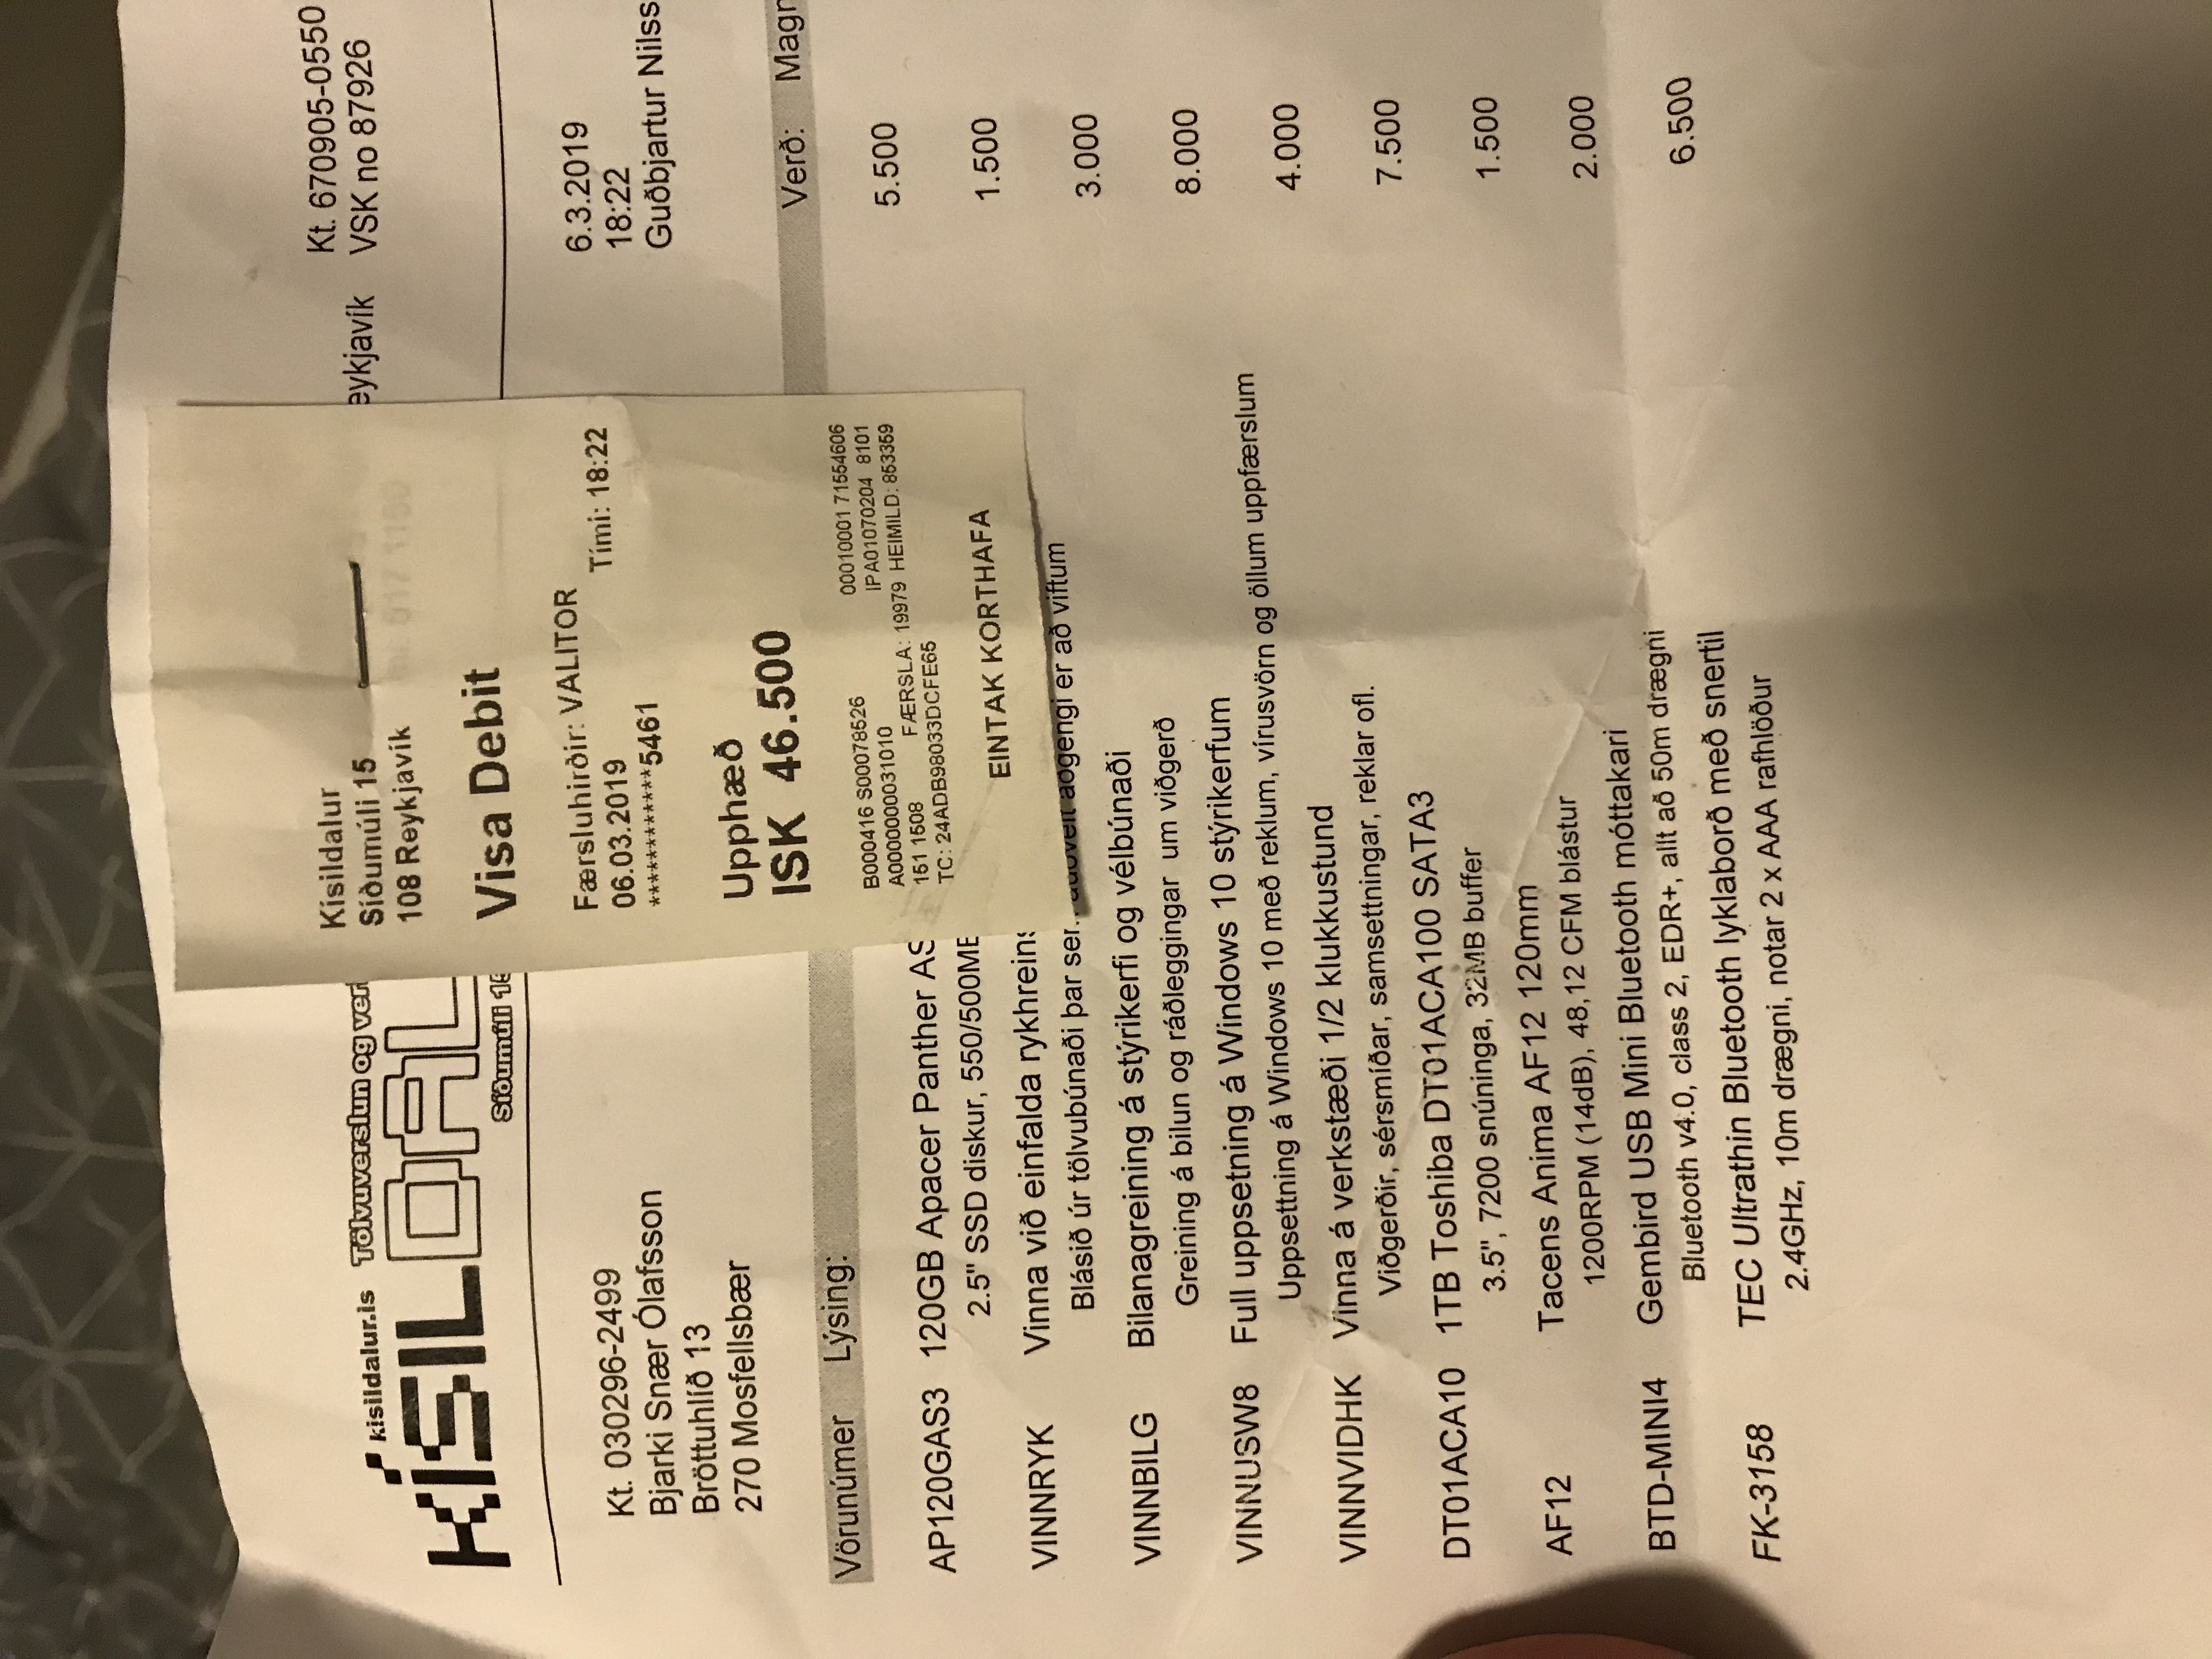 kisildalur.is Tölvuverslun og
KÍSILDAL
Síðumúli
eykjavík
Kt. 670905-0550
VSK no 87926
Kt. 030296-2499
Bjarki Snær Ólafsson
Bröttuhlíð 13
270 Mosfellsbær
6.3.2019
18:22
Guðbjartur Nilss
Kísildalur
Síðumúli 15
108 Reykjavík
Visa Debit
Færsluhirðir: VALITOR
06.03.2019 Tími: 18:22
************5461
Upphæð
ISK 46.500
B000416 S00078526 00010001 71554606
A0000000031010 IPA01070204 8101
151 1508 FÆRSLA: 19979 HEIMILD: 853359
TC: 24ADB98033DCFE65
EINTAK KORTHAFA
Vörunúmer Lýsing: Verð: Magn
AP120GAS3 120GB Apacer Panther AS 5.500
2.5" SSD diskur, 550/500MB
VINNRYK Vinna við einfalda rykhreins 1.500
Blásið úr tölvubúnaði þar sem auðvelt aðgengi er að viftum
VINNBILG Bilanagreining á stýrikerfi og vélbúnaði 3.000
Greining á bilun og ráðleggingar um viðgerð
VINNUSW8 Full uppsetning á Windows 10 stýrikerfum 8.000
Uppsettning á Windows 10 með reklum, vírusvörn og öllum uppfærslum
VINNVIDHK Vinna á verkstæði 1/2 klukkustund 4.000
Viðgerðir, sérsmíðar, samsettningar, reklar ofl.
DT01ACA10 1TB Toshiba DT01ACA100 SATA3 7.500
3.5", 7200 snúninga, 32MB buffer
AF12 Tacens Anima AF12 120mm 1.500
1200RPM (14dB), 48,12 CFM blástur
BTD-MINI4 Gembird USB Mini Bluetooth móttakari 2.000
Bluetooth v4.0, class 2, EDR+, allt að 50m drægni
FK-3158 TEC Ultrathin Bluetooth lyklaborð með snertil 6.500
2.4GHz, 10m drægni, notar 2 x AAA rafhlöður